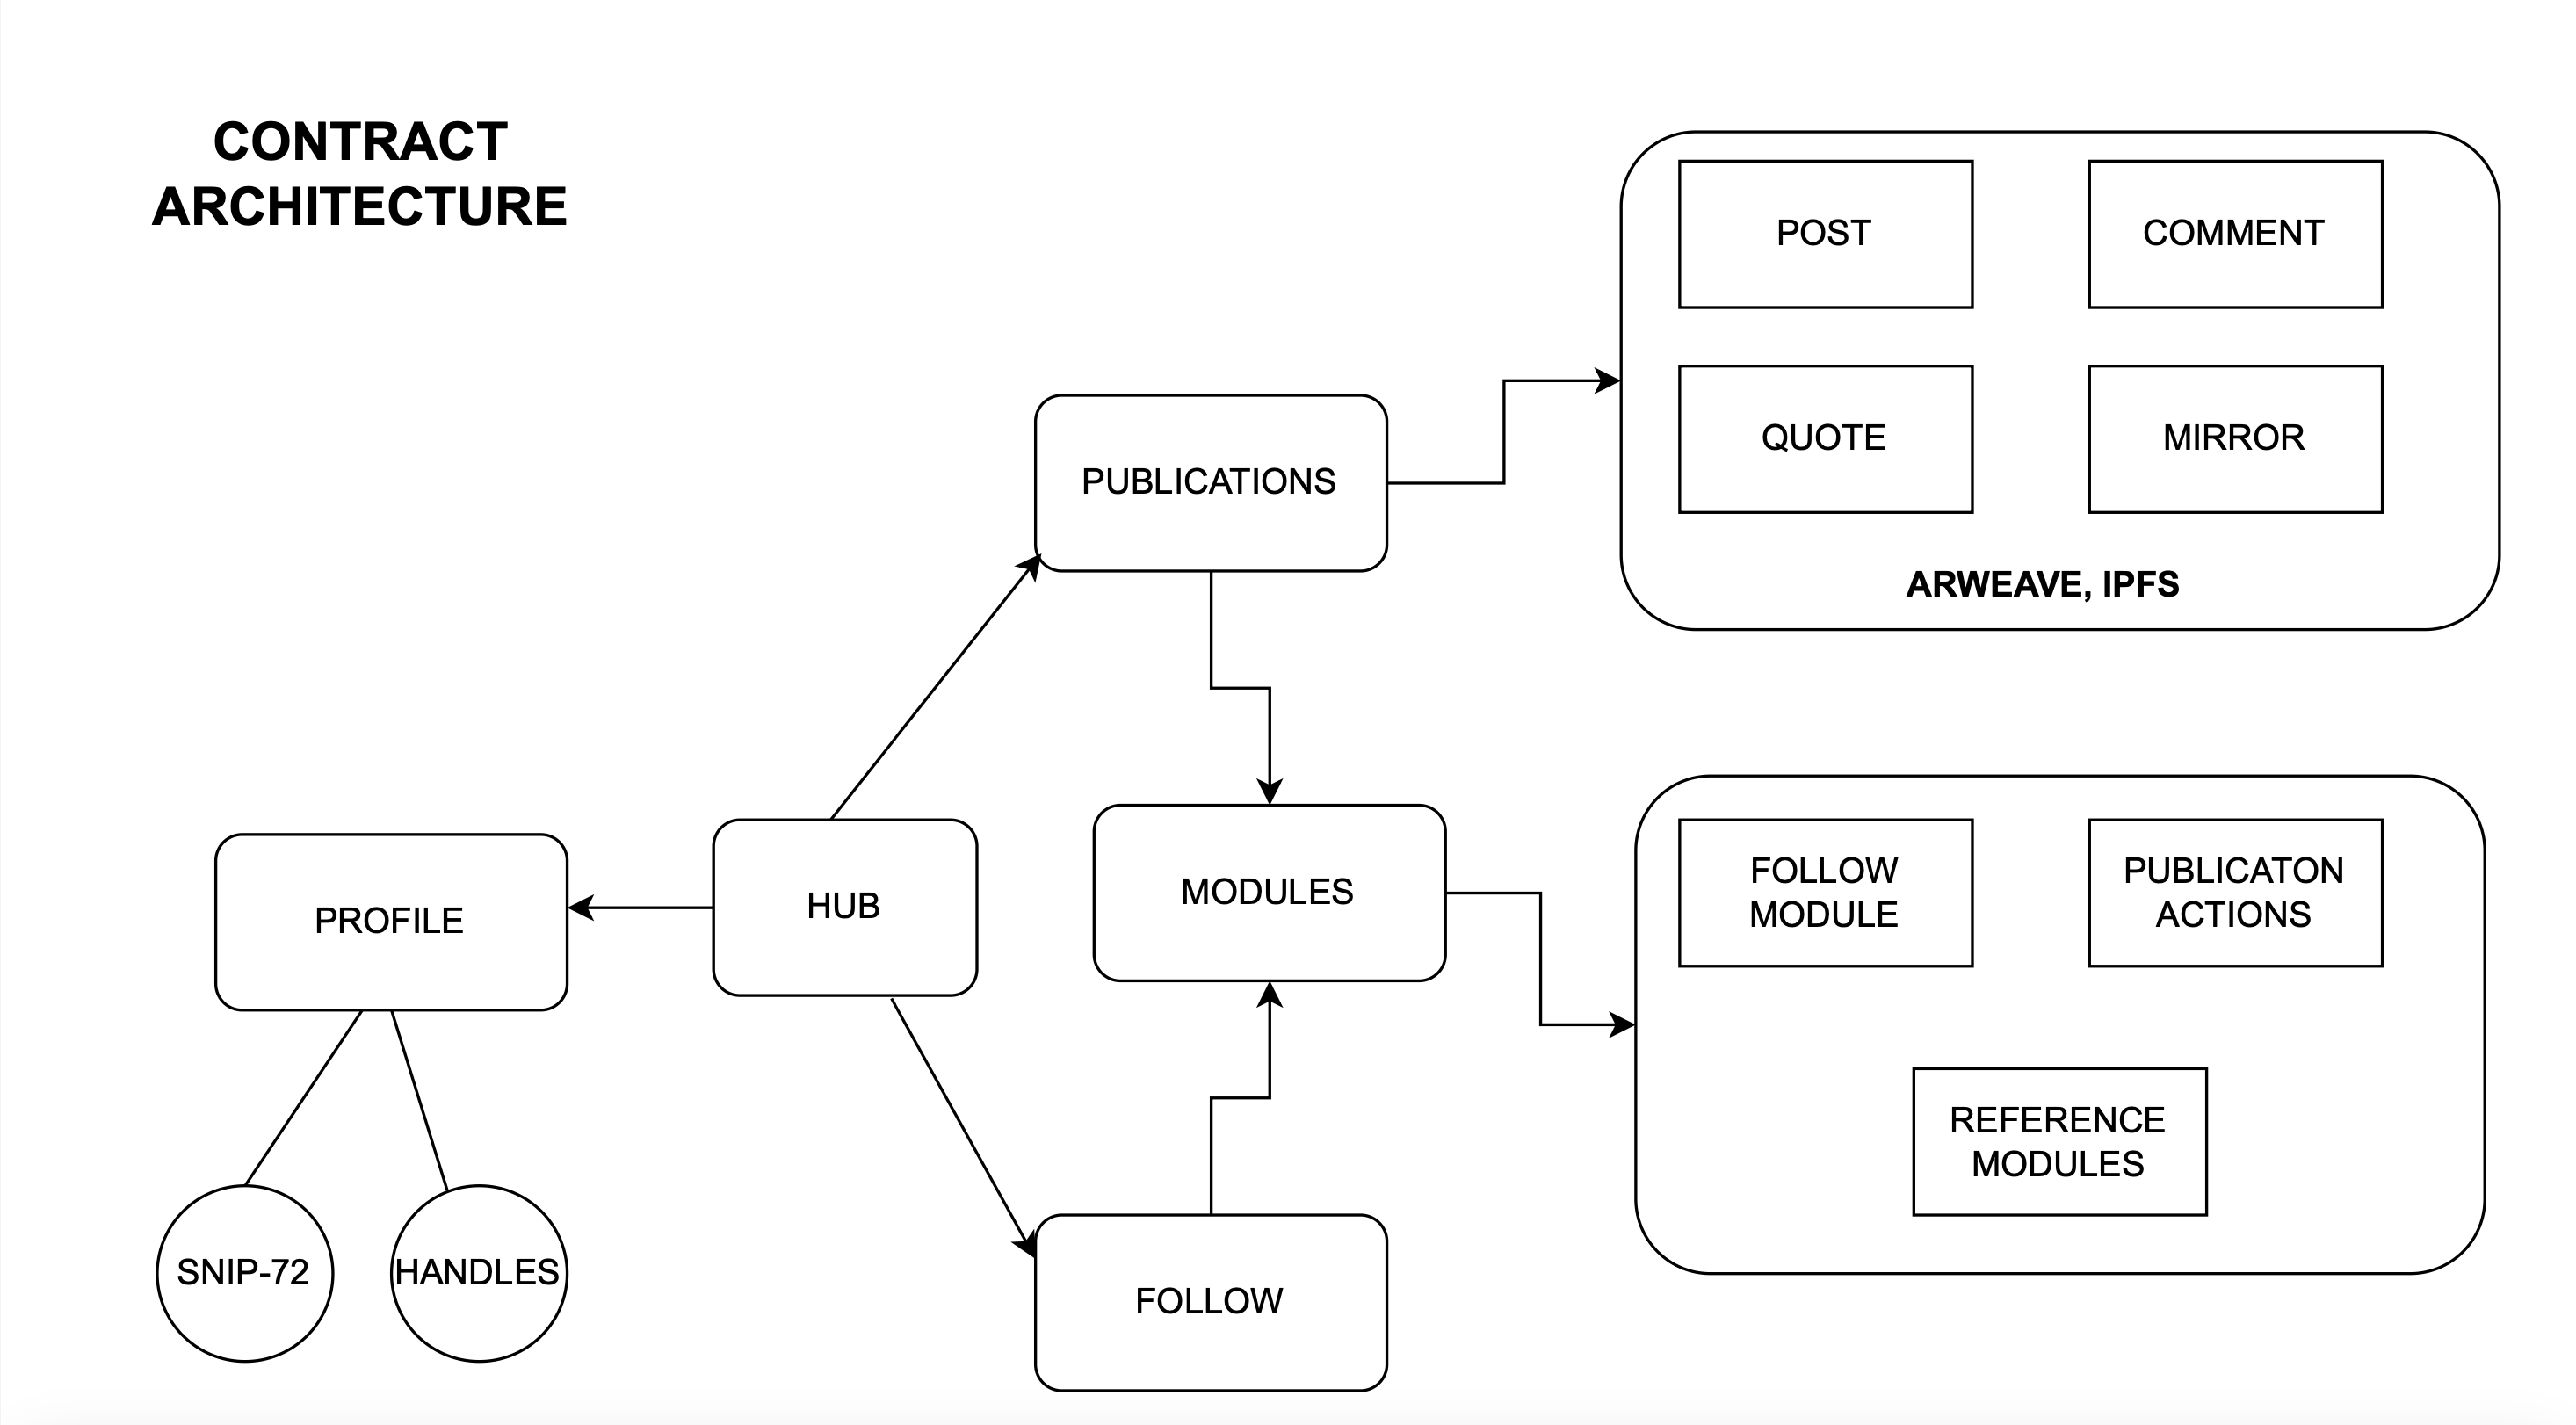 CONTRACT
ARCHITECTURE
POST
COMMENT
QUOTE
MIRROR
ARWEAVE, IPFS
PUBLICATIONS
PROFILE
HUB
MODULES
FOLLOW
MODULE
PUBLICATON
ACTIONS
REFERENCE
MODULES
SNIP-72
HANDLES
FOLLOW